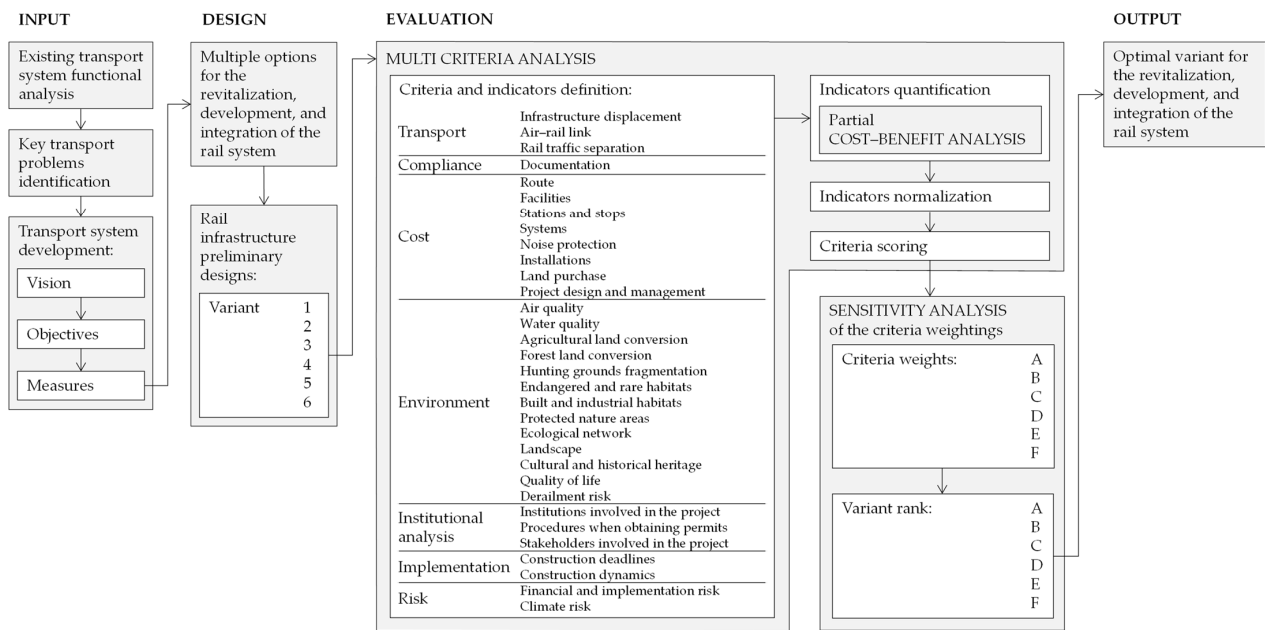 INPUT
Existing transport
system functional
analysis
Key transport
problems
identification
Transport system
development:
Vision
Objectives
Measures
DESIGN
Multiple options
for the
revitalization,
development, and
integration of the
rail system
Rail
infrastructure
preliminary
designs:
Variant 1
2
3
4
5
6
EVALUATION
MULTI CRITERIA ANALYSIS
Criteria and indicators definition:
Transport
Infrastructure displacement
Air–rail link
Rail traffic separation
Compliance
Documentation
Cost
Route
Facilities
Stations and stops
Systems
Noise protection
Installations
Land purchase
Project design and management
Environment
Air quality
Water quality
Agricultural land conversion
Forest land conversion
Hunting grounds fragmentation
Endangered and rare habitats
Built and industrial habitats
Protected nature areas
Ecological network
Landscape
Cultural and historical heritage
Quality of life
Derailment risk
Institutional
analysis
Institutions involved in the project
Procedures when obtaining permits
Stakeholders involved in the project
Implementation
Construction deadlines
Construction dynamics
Risk
Financial and implementation risk
Climate risk
Indicators quantification
Partial
COST–BENEFIT ANALYSIS
Indicators normalization
Criteria scoring
SENSITIVITY ANALYSIS
of the criteria weightings
Criteria weights: A
B
C
D
E
F
Variant rank: A
B
C
D
E
F
OUTPUT
Optimal variant for
the revitalization,
development, and
integration of the
rail system